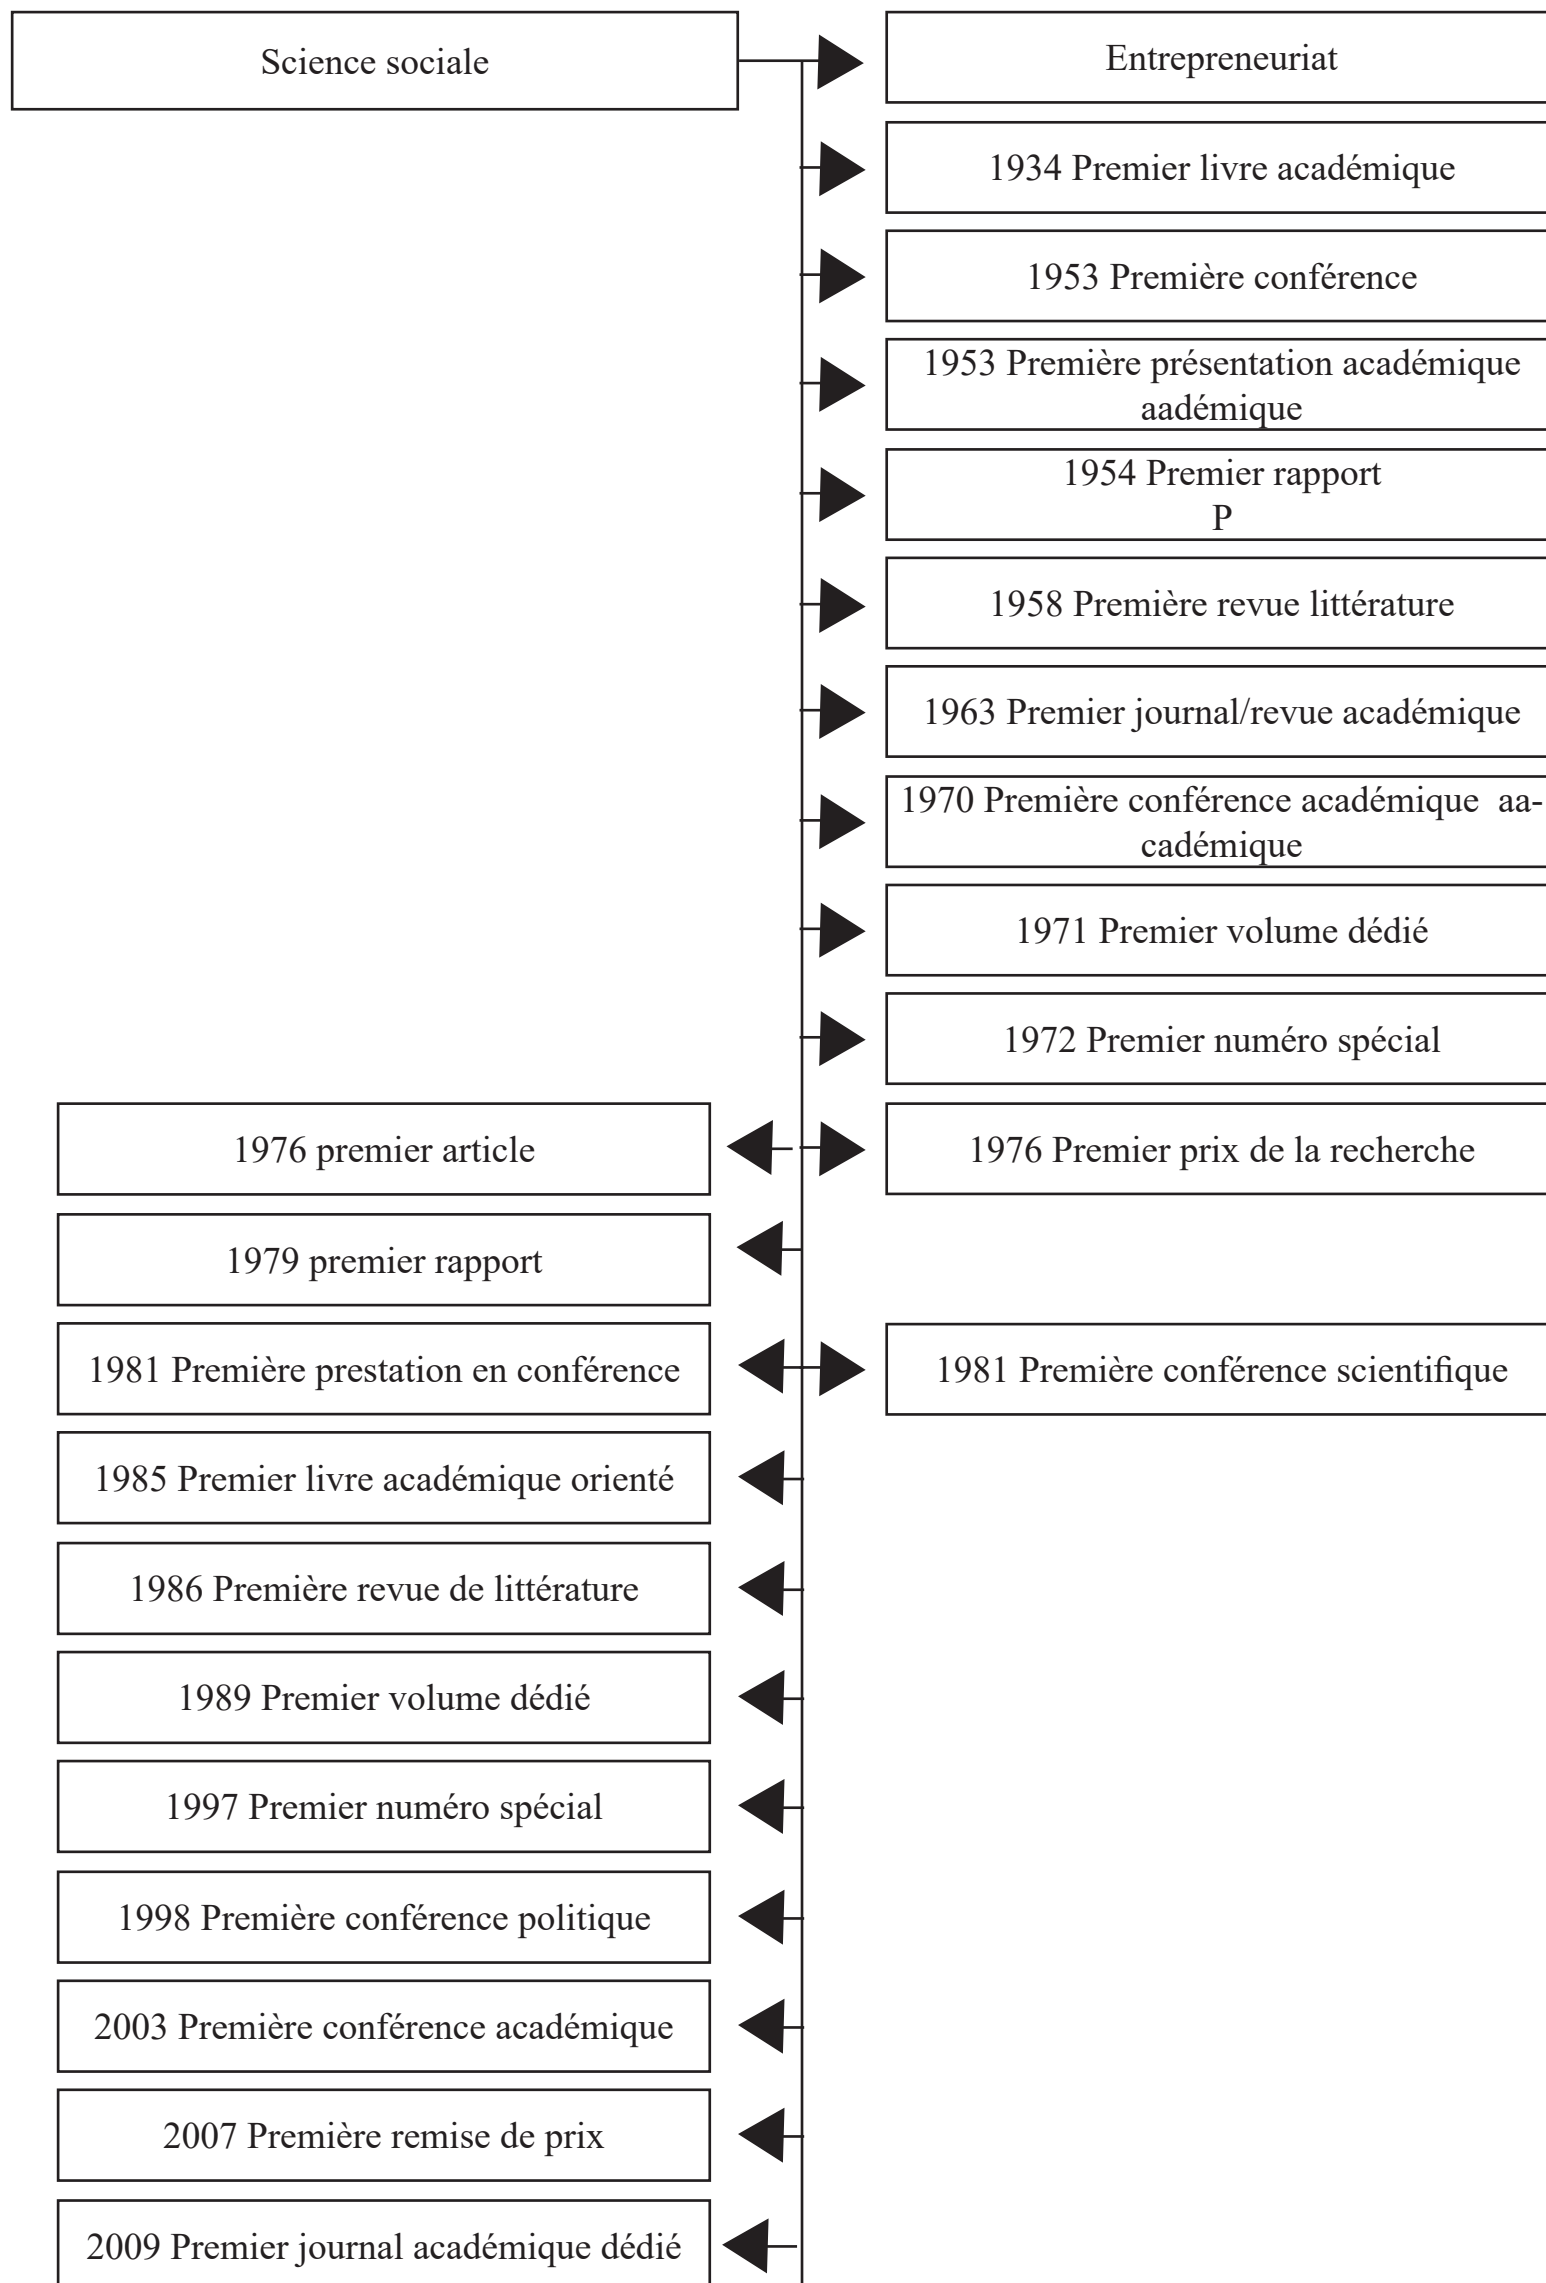 Science sociale
Entrepreneuriat
1934 Premier livre académique
1953 Première conférence
1953 Première présentation académique
aadémique
1954 Premier rapport
P
1958 Première revue littérature
1963 Premier journal/revue académique
1970 Première conférence académique aa-
cadémique
1971 Premier volume dédié
1972 Premier numéro spécial
1976 premier article
1976 Premier prix de la recherche
1979 premier rapport
1981 Première prestation en conférence
1981 Première conférence scientifique
1985 Premier livre académique orienté
1986 Première revue de littérature
1989 Premier volume dédié
1997 Premier numéro spécial
1998 Première conférence politique
2003 Première conférence académique
2007 Première remise de prix
2009 Premier journal académique dédié